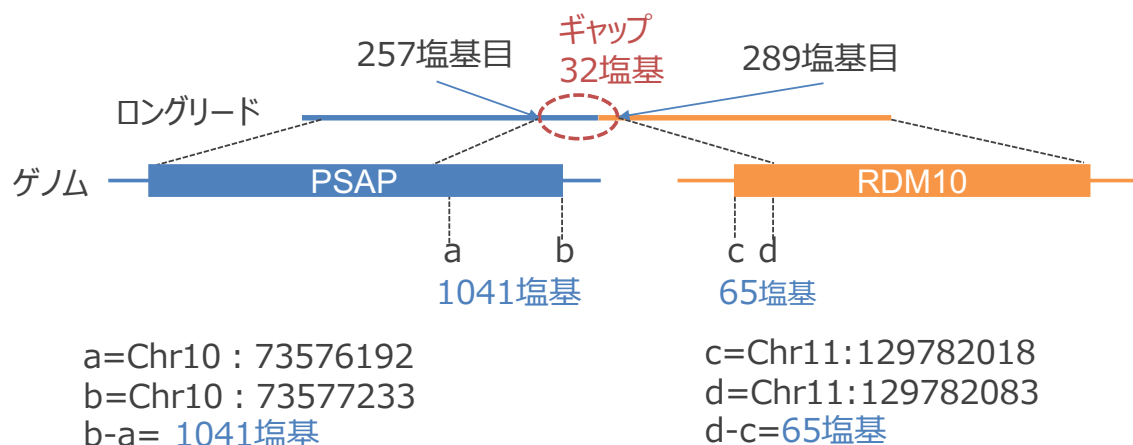 ギャップ
32塩基
257塩基目
289塩基目
ロングリード
ゲノム
PSAP
RDM10
a
b
c
d
1041塩基
65塩基
a=Chr10 : 73576192
b=Chr10 : 73577233
b-a= 1041塩基
c=Chr11:129782018
d=Chr11:129782083
d-c=65塩基